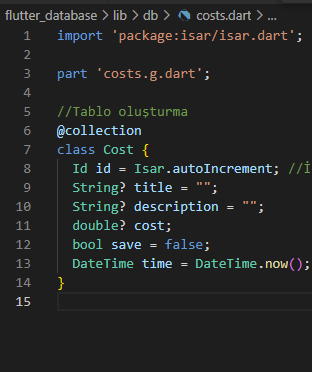 flutter_database > lib > db > costs.dart > ...
1 import 'package:isar/isar.dart';
2
3 part 'costs.g.dart';
4
5 //Tablo oluşturma
6 @collection
7 class Cost {
8 Id id = Isar.autoIncrement; //İ
9 String? title = "";
10 String? description = "";
11 double? cost;
12 bool save = false;
13 DateTime time = DateTime.now();
14 }
15